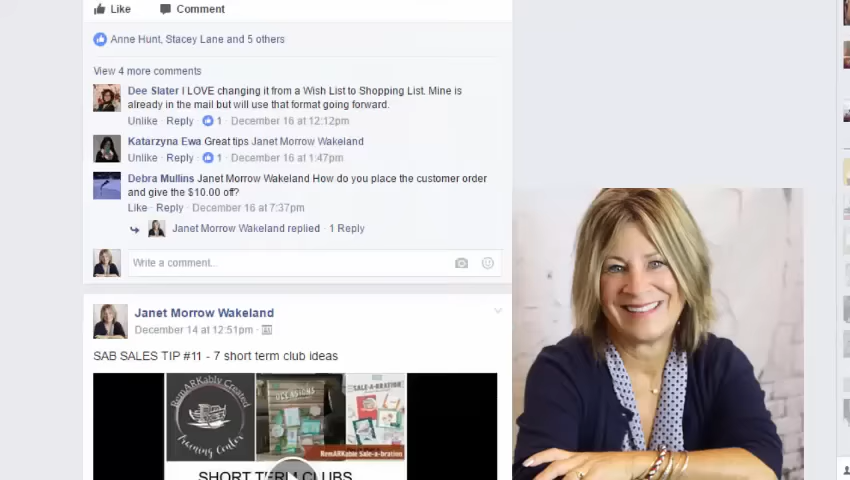 Like Comment
Anne Hunt, Stacey Lane and 5 others
View 4 more comments
Dee Slater I LOVE changing it from a Wish List to Shopping List. Mine is
already in the mail but will use that format going forward.
Unlike · Reply · 1 · December 16 at 12:12pm
Katarzyna Ewa Great tips Janet Morrow Wakeland
Unlike · Reply · 1 · December 16 at 1:47pm
Debra Mullins Janet Morrow Wakeland How do you place the customer order
and give the $10.00 off?
Like · Reply · December 16 at 7:37pm
Janet Morrow Wakeland replied · 1 Reply
Write a comment...
Janet Morrow Wakeland
December 14 at 12:51pm ·
SAB SALES TIP #11 - 7 short term club ideas
RemARKably Created
Training Center
OCCASIONS
SALE-A-BRATION
RemARKable Sale-a-bration
SHORT TERM CLUBS